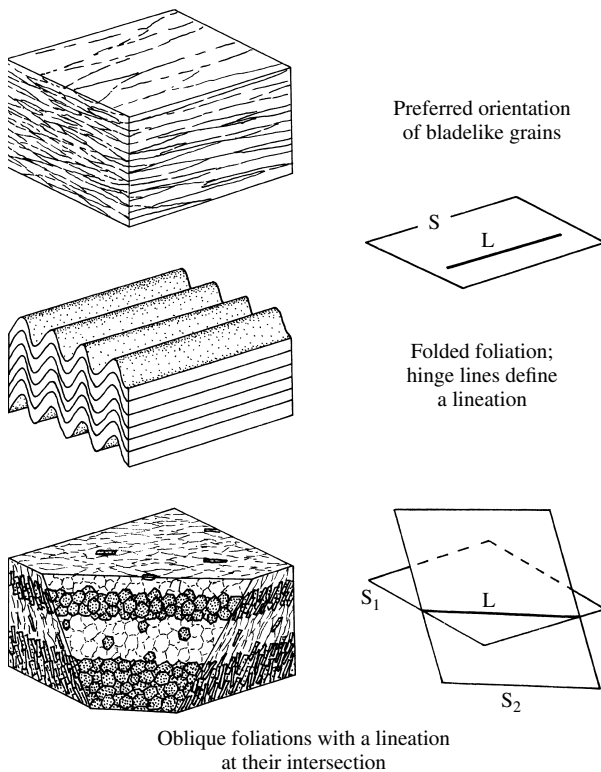 Preferred orientation
of bladelike grains
S
L
Folded foliation;
hinge lines define
a lineation
S1
L
S2
Oblique foliations with a lineation
at their intersection